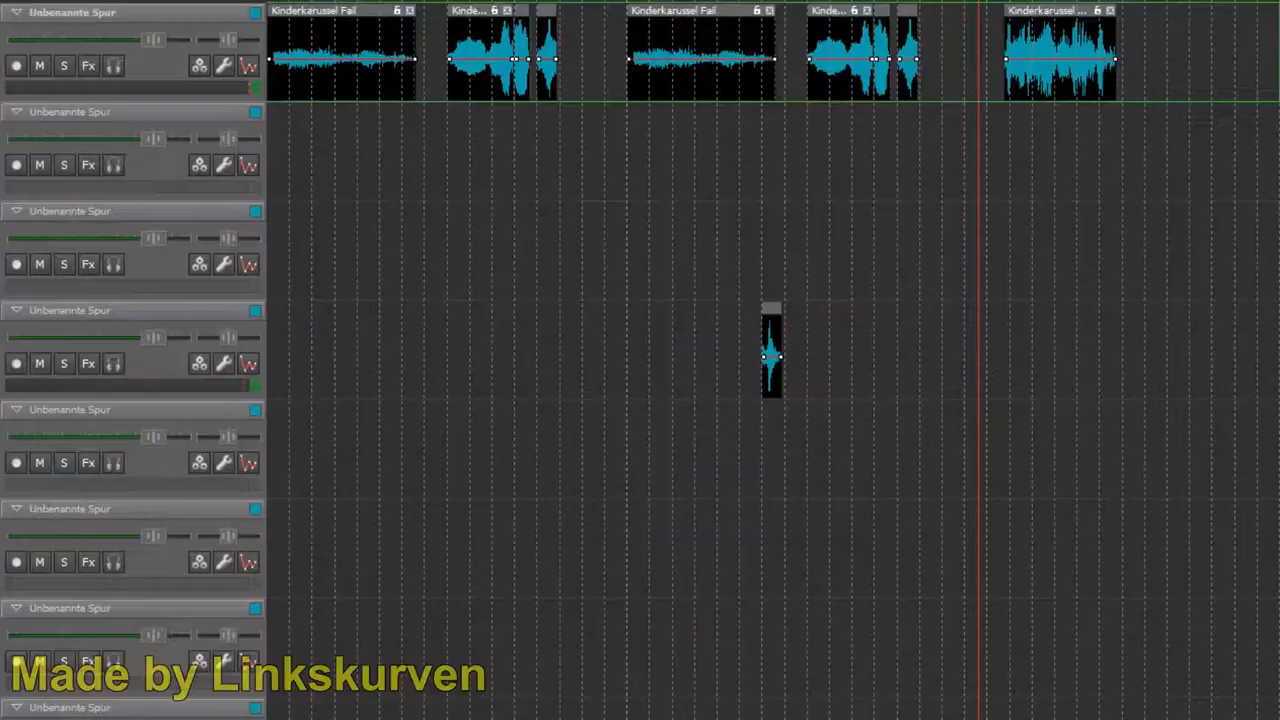 Unbenannte Spur
Kinderkarussel Fail
Kinde...
Kinderkarussel Fail
Kinde...
Kinderkarussel ...
M S Fx
Unbenannte Spur
M S Fx
Unbenannte Spur
M S Fx
Unbenannte Spur
M S Fx
Unbenannte Spur
M S Fx
Unbenannte Spur
M S Fx
Unbenannte Spur
M S Fx
Made by Linkskurven
Unbenannte Spur